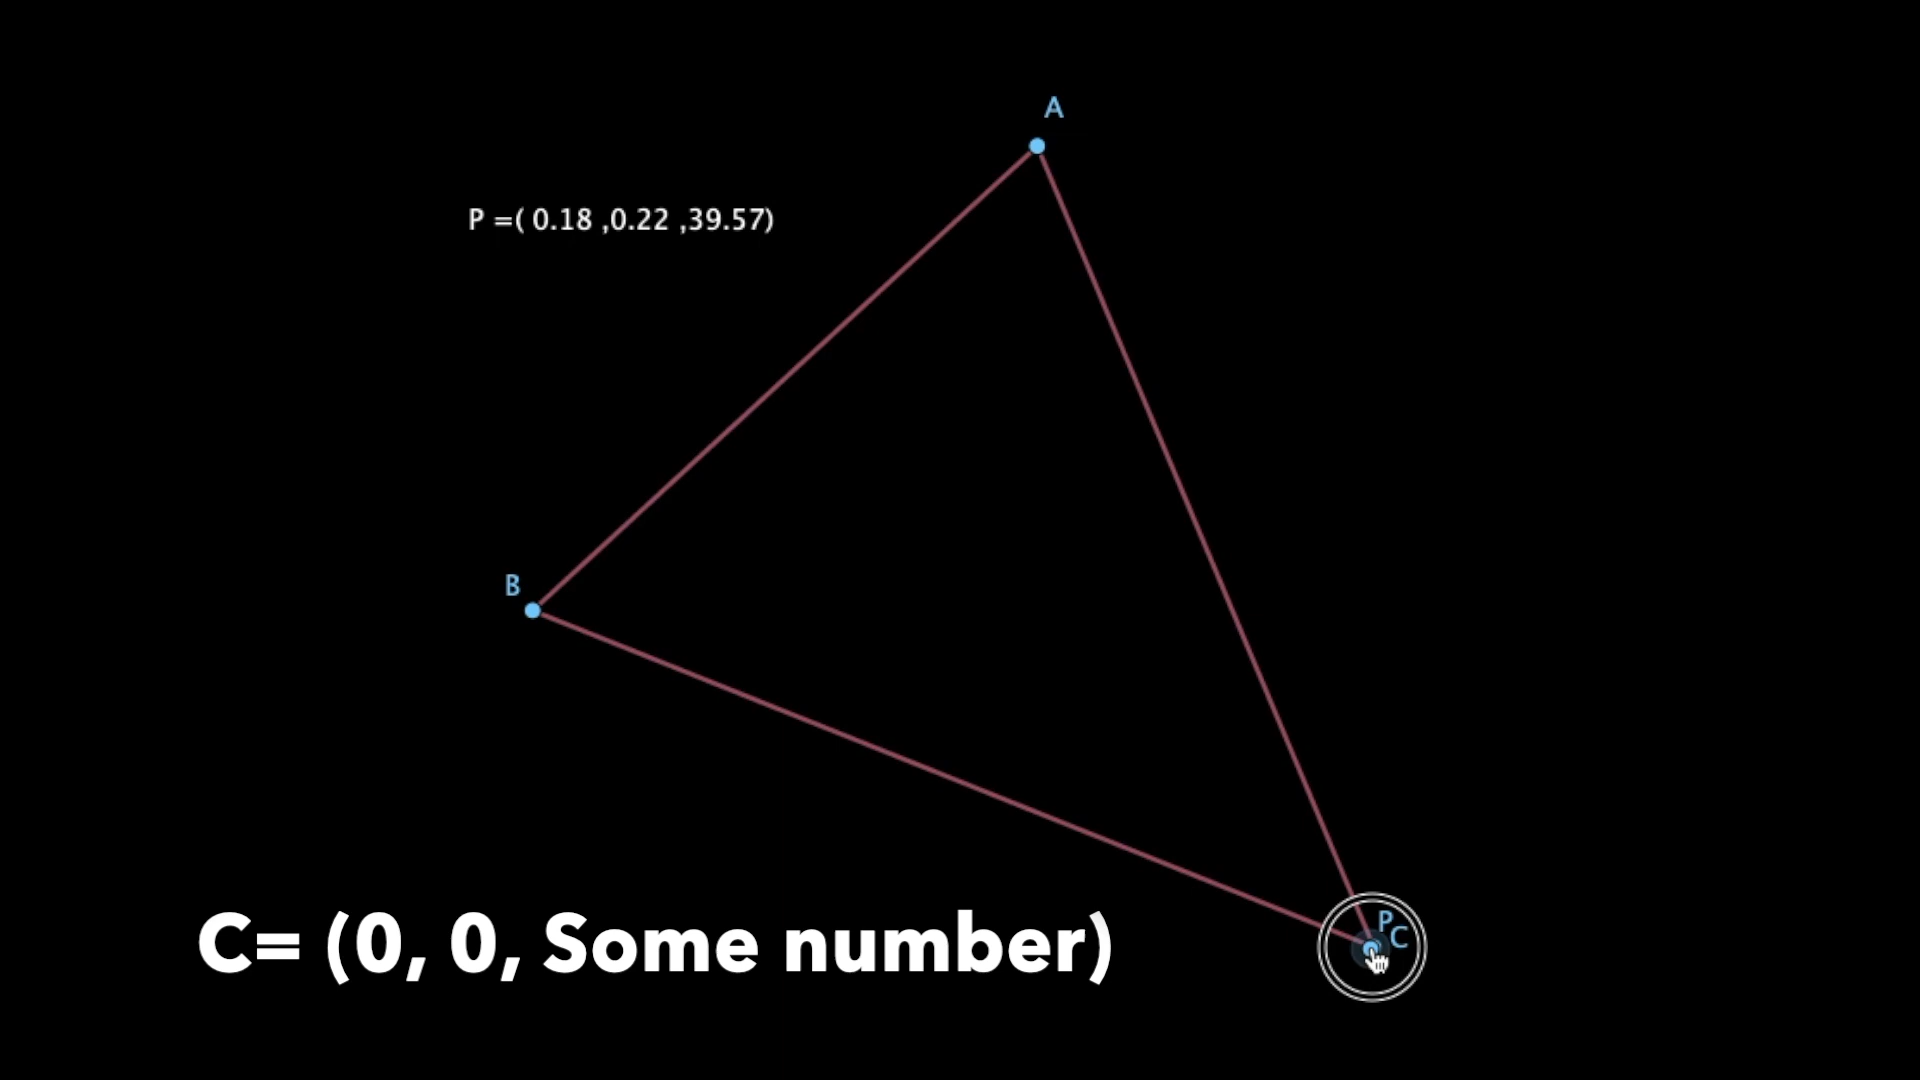 A
P =( 0.18 ,0.22 ,39.57)
B
P
C
C= (0, 0, Some number)